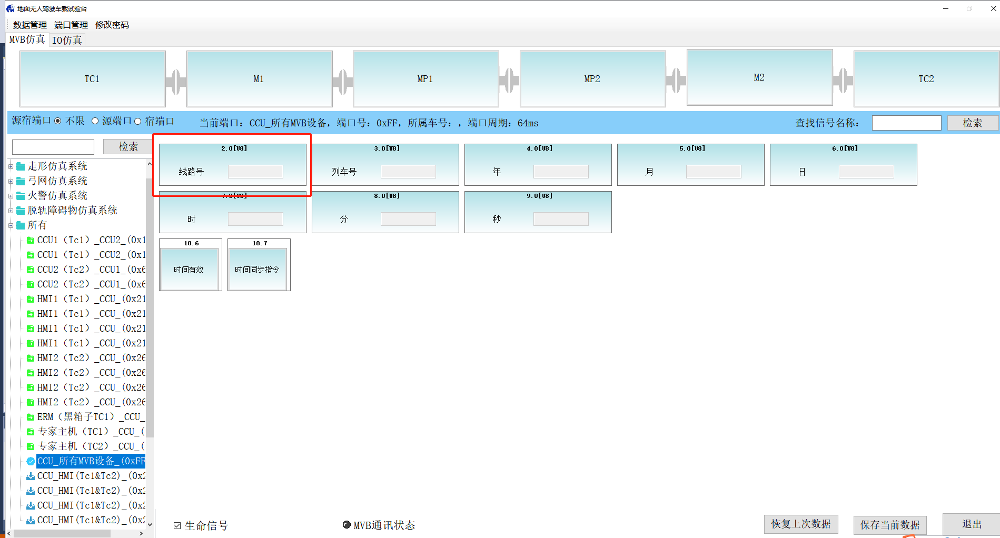 地面无人驾驶车载试验台
数据管理 端口管理 修改密码
MVB仿真 IO仿真
TC1 M1 MP1 MP2 M2 TC2
源宿端口 不限 源端口 宿端口 当前端口：CCU_所有MVB设备，端口号：0xFF，所属车号：，端口周期：64ms 查找信号名称： 检索
检索
走形仿真系统
弓网仿真系统
火警仿真系统
脱轨障碍物仿真系统
所有
CCU1（Tc1）_CCU2_(0x1
CCU1（Tc1）_CCU2_(0x1
CCU2（Tc2）_CCU1_(0x6
CCU2（Tc2）_CCU1_(0x6
HMI1（Tc1）_CCU_(0x21
HMI1（Tc1）_CCU_(0x21
HMI1（Tc1）_CCU_(0x21
HMI1（Tc1）_CCU_(0x21
HMI2（Tc2）_CCU_(0x26
HMI2（Tc2）_CCU_(0x26
HMI2（Tc2）_CCU_(0x26
HMI2（Tc2）_CCU_(0x26
ERM（黑箱子TC1）_CCU_
专家主机（TC1）_CCU_(
专家主机（TC2）_CCU_(
CCU_所有MVB设备_(0xFF
CCU_HMI(Tc1&Tc2)_(0x2
CCU_HMI(Tc1&Tc2)_(0x2
CCU_HMI(Tc1&Tc2)_(0x2
CCU_HMI(Tc1&Tc2)_(0x2
2.0[U8] 3.0[U8] 4.0[U8] 5.0[U8] 6.0[U8]
线路号 列车号 年 月 日
7.0[U8] 8.0[U8] 9.0[U8]
时 分 秒
10.6 10.7
时间有效 时间同步指令
生命信号 MVB通讯状态 恢复上次数据 保存当前数据 退出